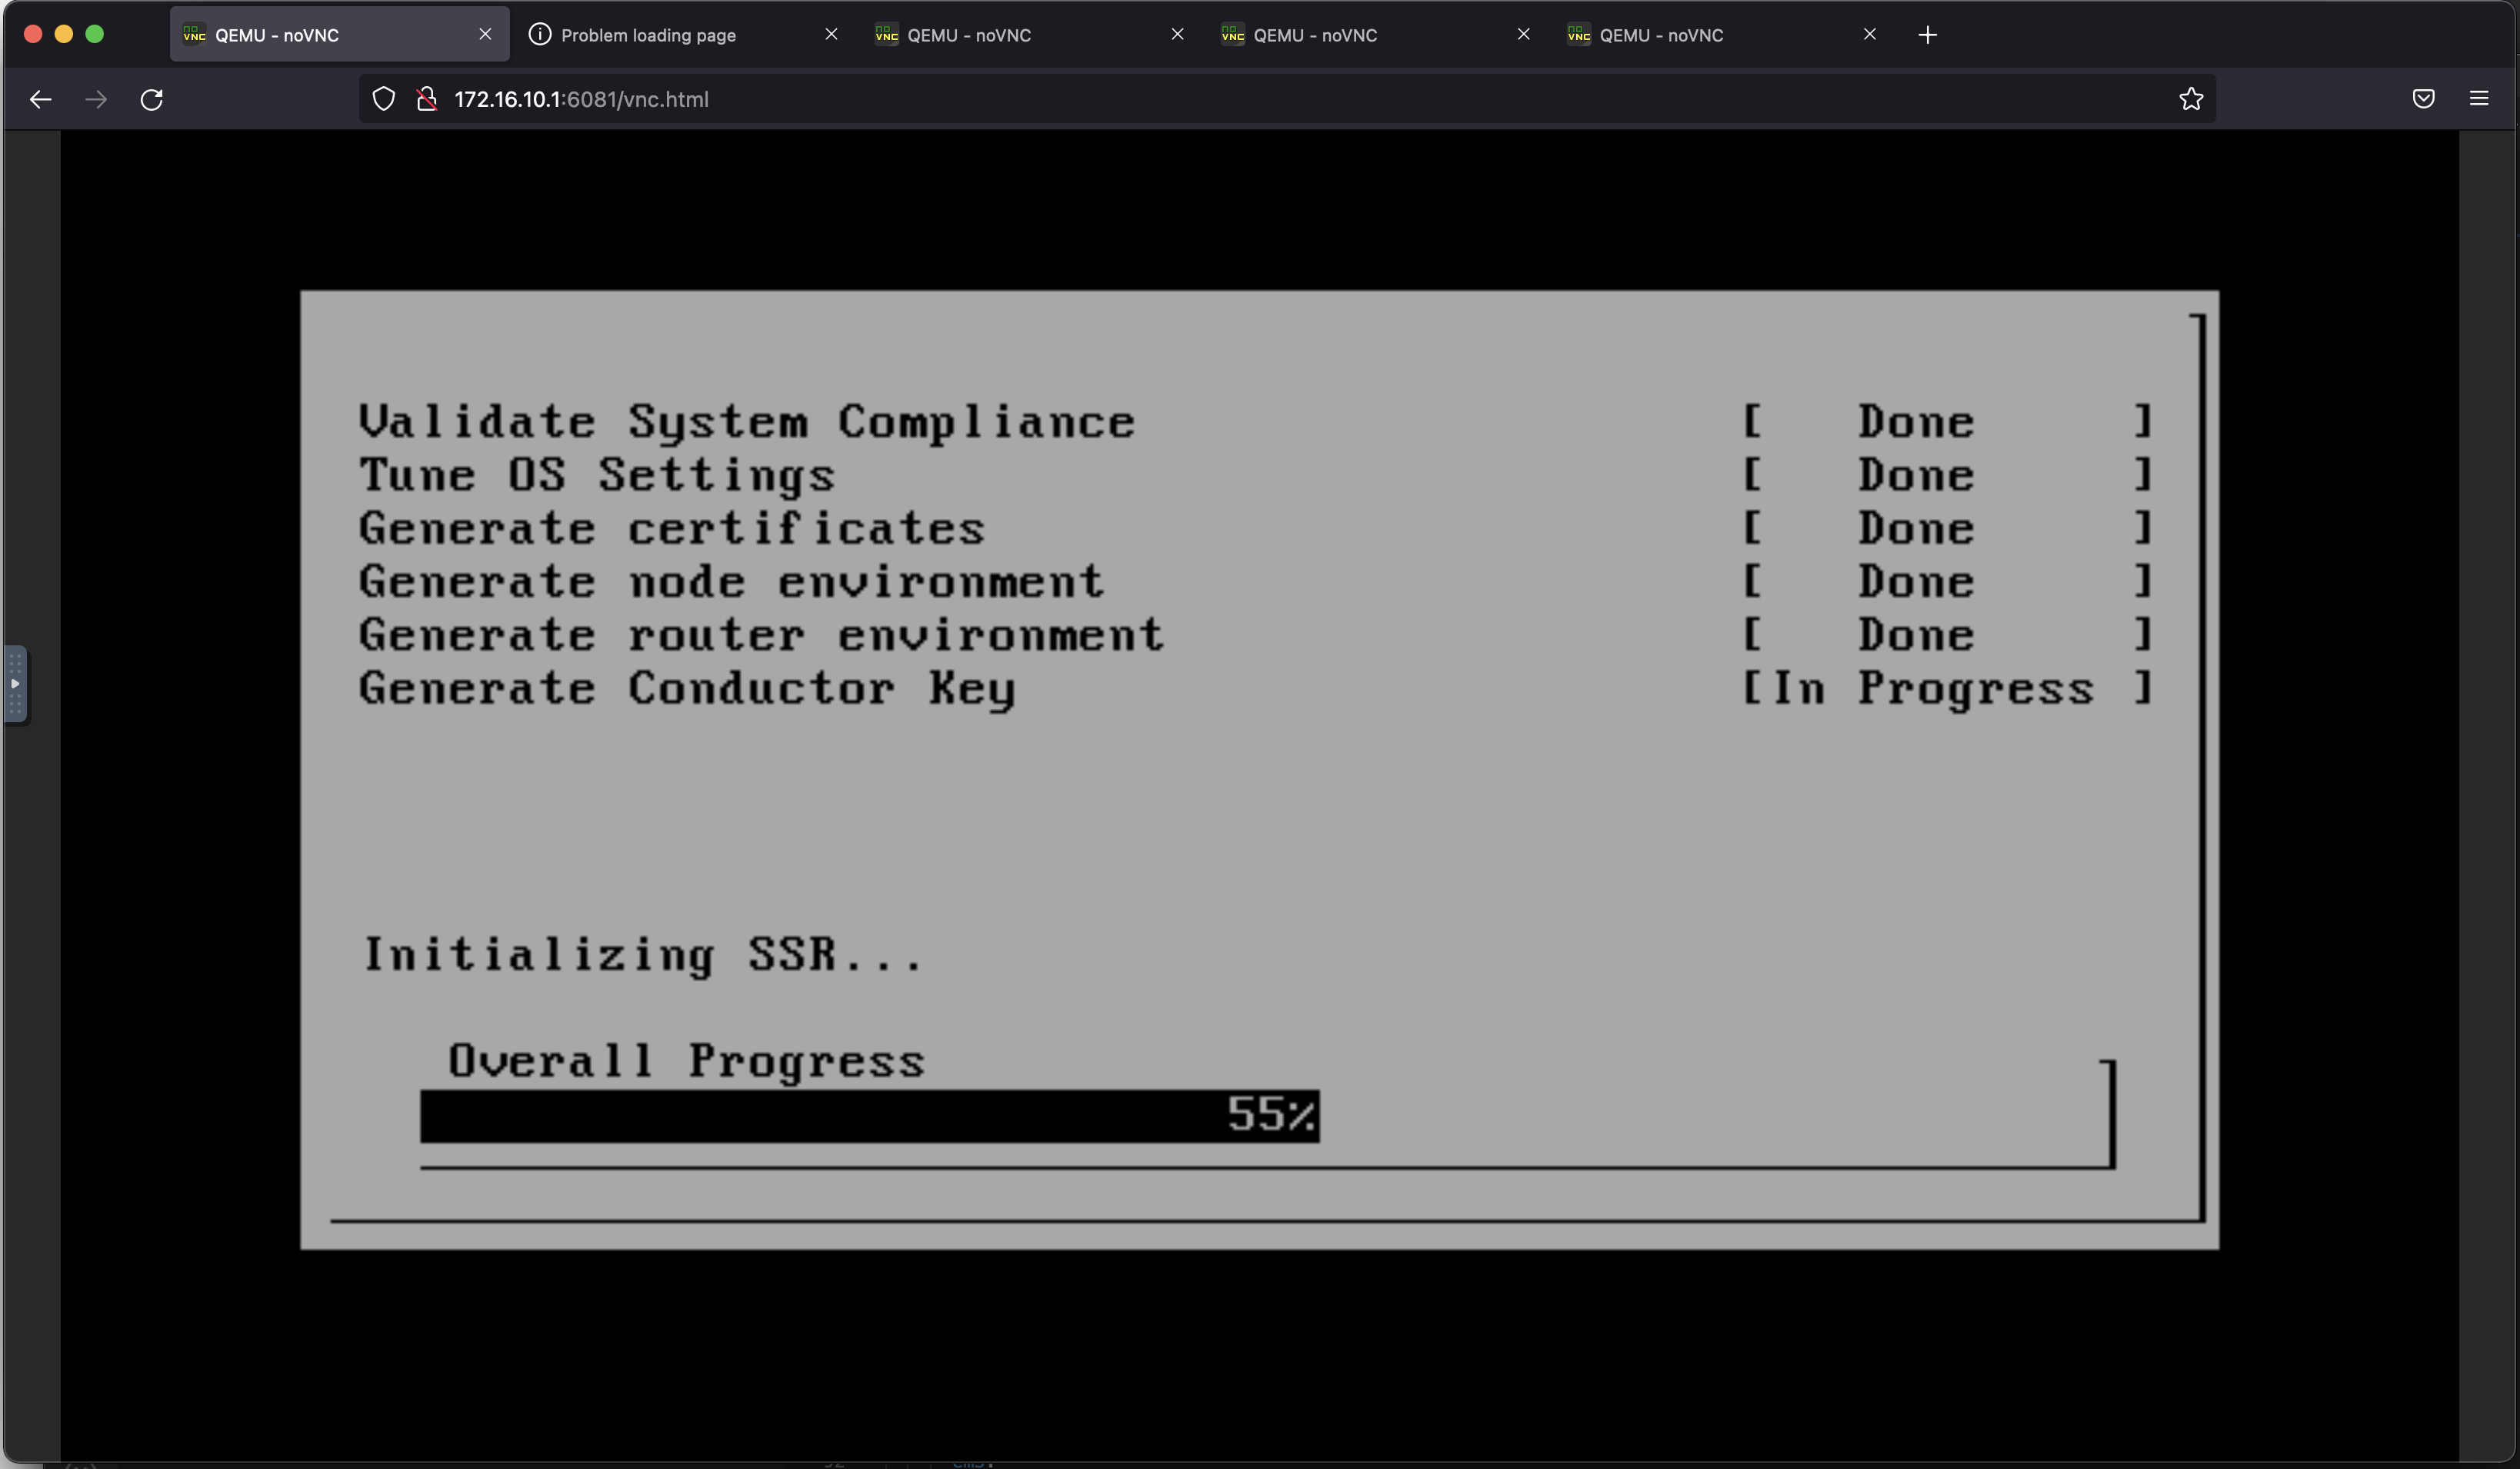 QEMU - noVNC
Problem loading page
QEMU - noVNC
QEMU - noVNC
QEMU - noVNC
172.16.10.1:6081/vnc.html
Validate System Compliance [ Done ]
Tune OS Settings [ Done ]
Generate certificates [ Done ]
Generate node environment [ Done ]
Generate router environment [ Done ]
Generate Conductor Key [In Progress ]
Initializing SSR...
Overall Progress
55%